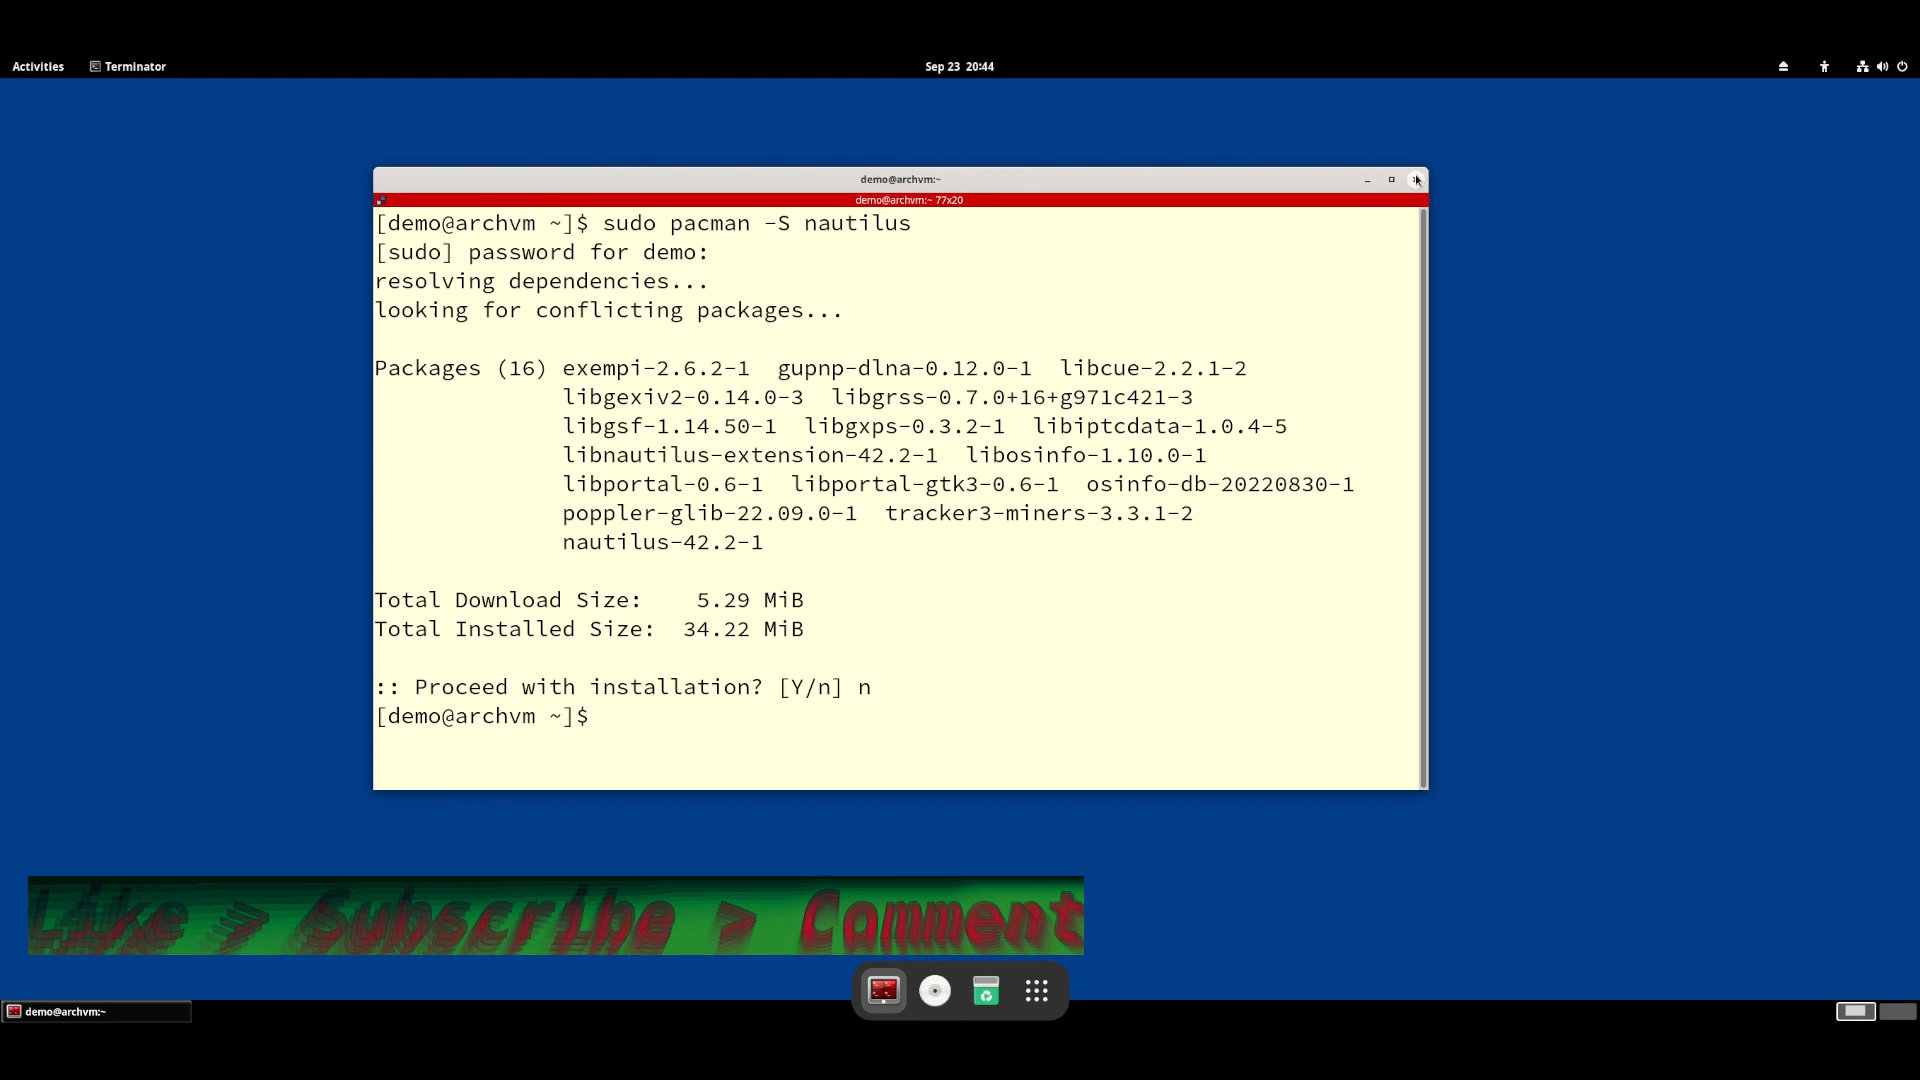 Activities Terminator Sep 23 20:44
demo@archvm:~
demo@archvm:~ 77x20
[demo@archvm ~]$ sudo pacman -S nautilus
[sudo] password for demo:
resolving dependencies...
looking for conflicting packages...
Packages (16) exempi-2.6.2-1 gupnp-dlna-0.12.0-1 libcue-2.2.1-2
libgexiv2-0.14.0-3 libgrss-0.7.0+16+g971c421-3
libgsf-1.14.50-1 libgxps-0.3.2-1 libiptcdata-1.0.4-5
libnautilus-extension-42.2-1 libosinfo-1.10.0-1
libportal-0.6-1 libportal-gtk3-0.6-1 osinfo-db-20220830-1
poppler-glib-22.09.0-1 tracker3-miners-3.3.1-2
nautilus-42.2-1
Total Download Size: 5.29 MiB
Total Installed Size: 34.22 MiB
:: Proceed with installation? [Y/n] n
[demo@archvm ~]$
Like > Subscribe > Comment
demo@archvm:~